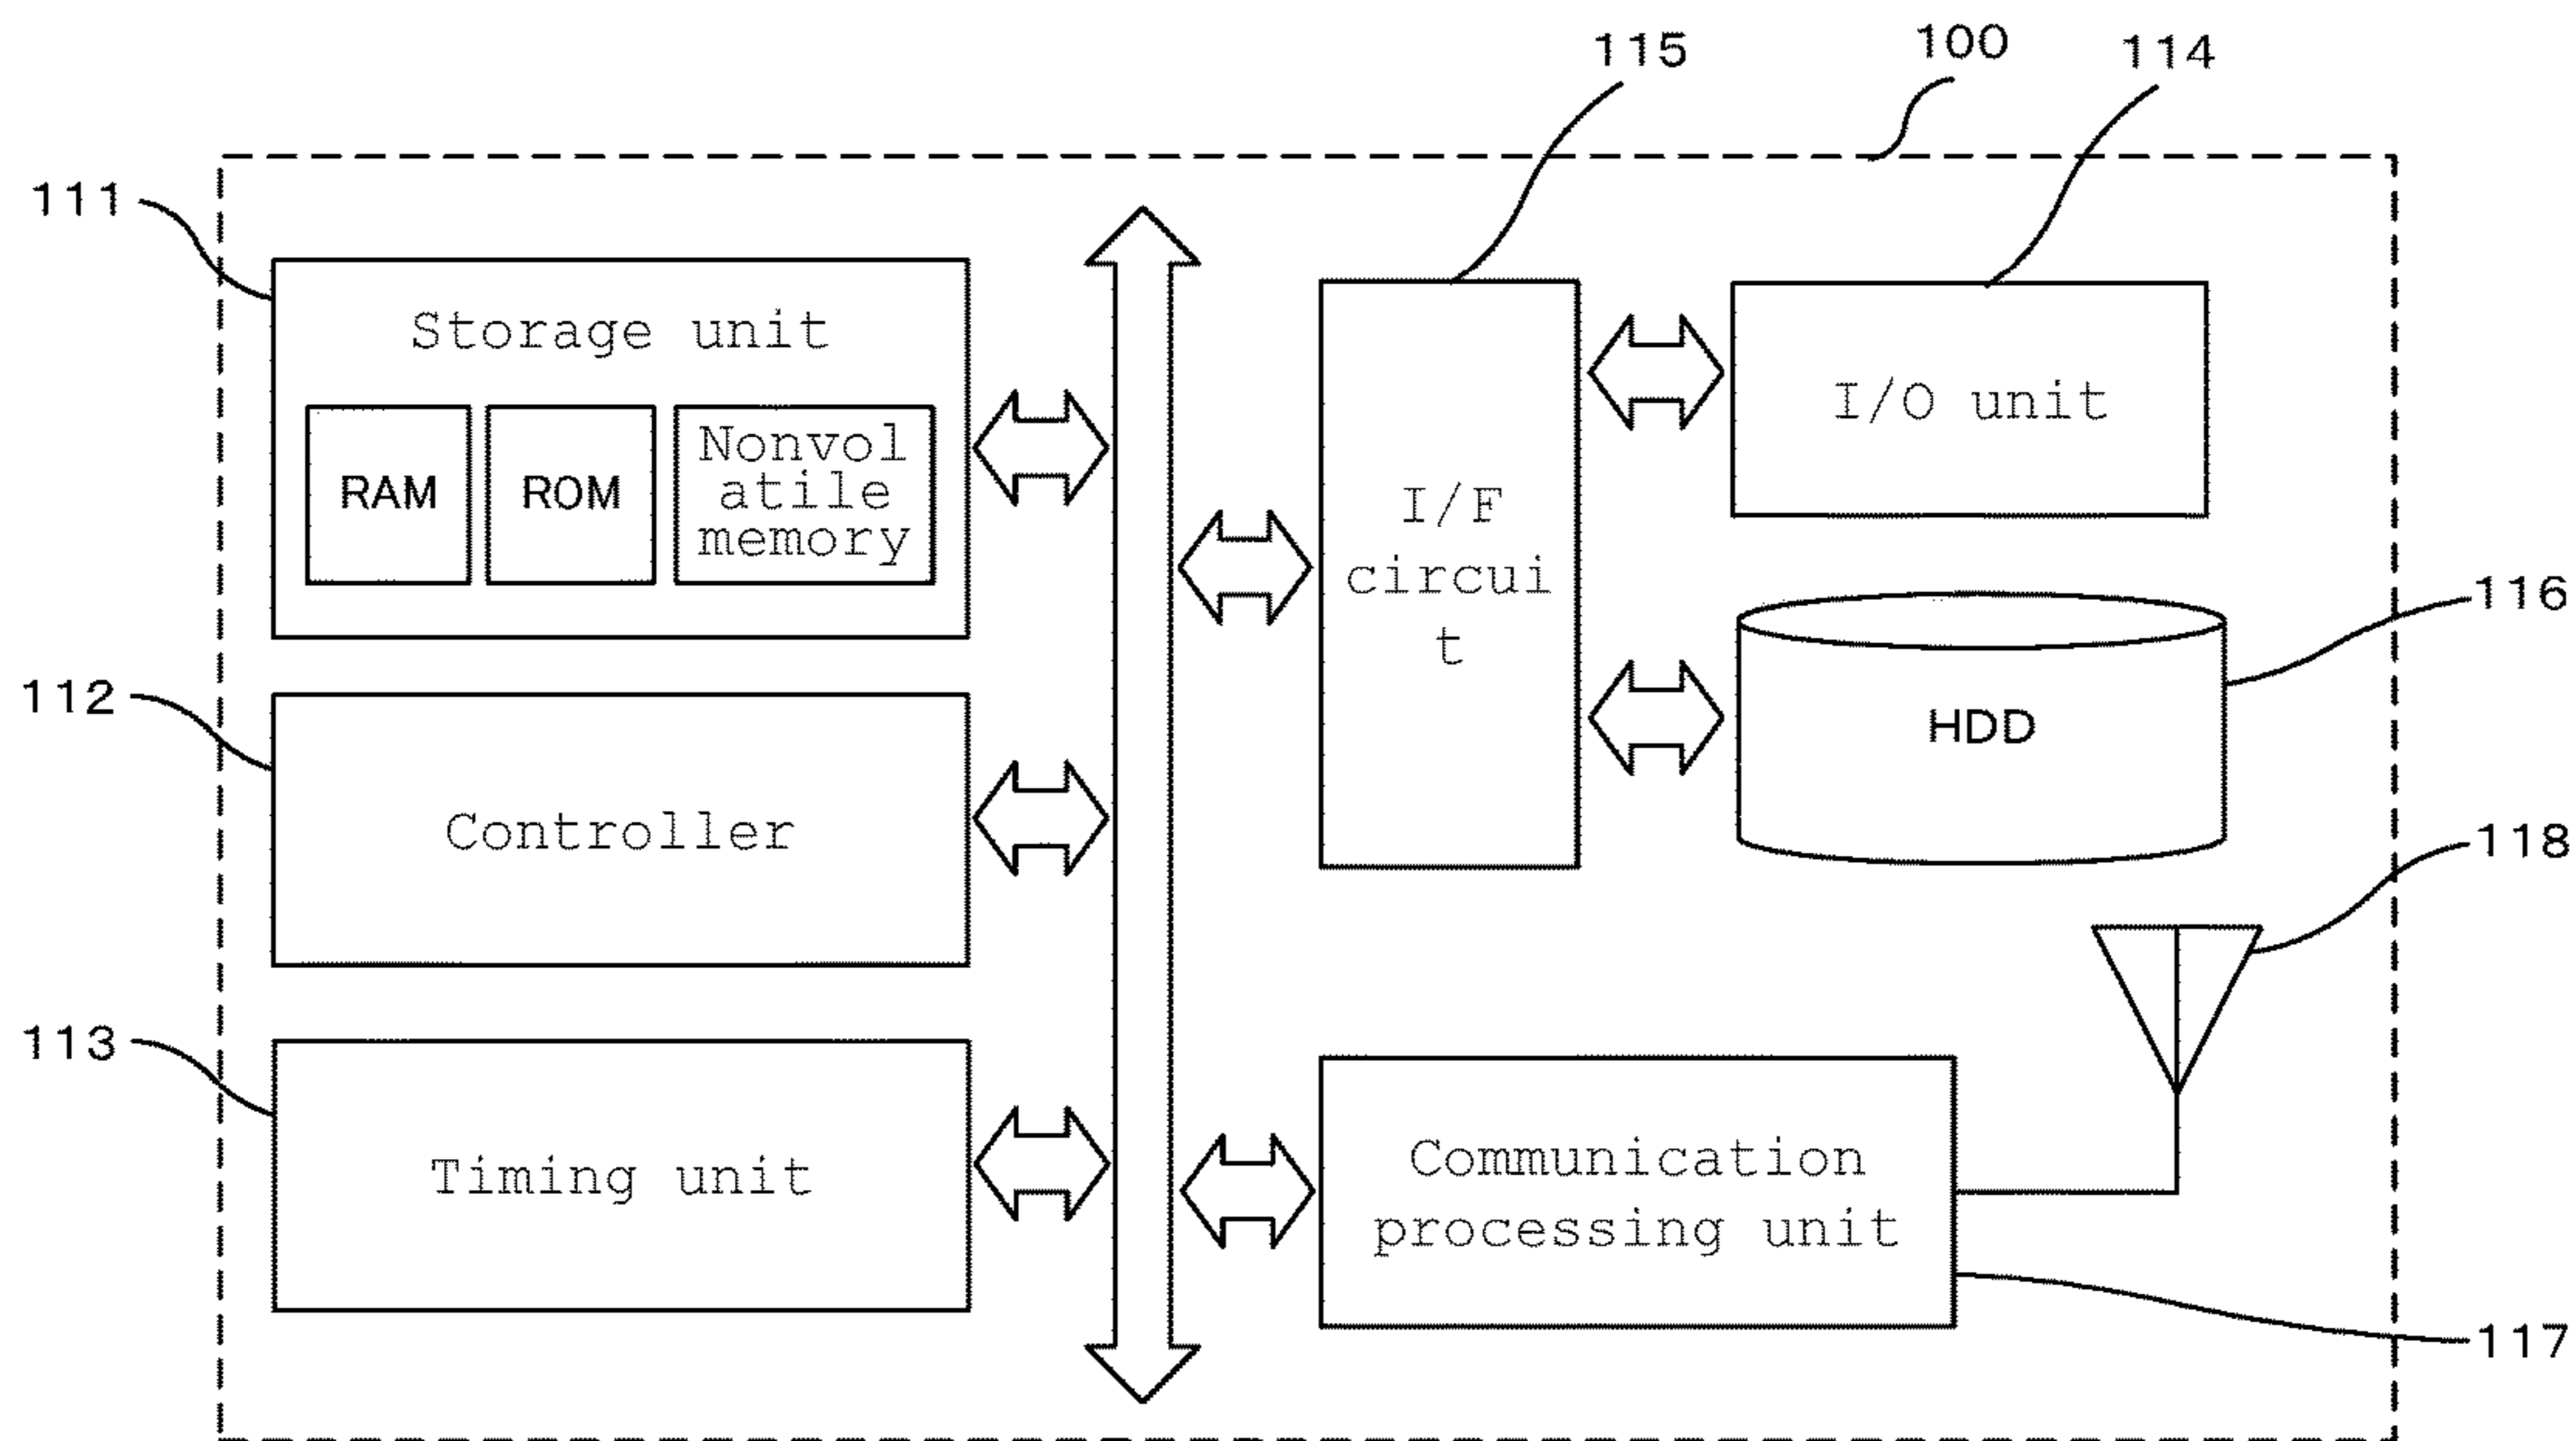 115
100
114
111
Storage unit
RAM
ROM
Nonvol
atile
memory
I/F
circui
t
I/O unit
116
HDD
112
Controller
118
113
Timing unit
Communication
processing unit
117